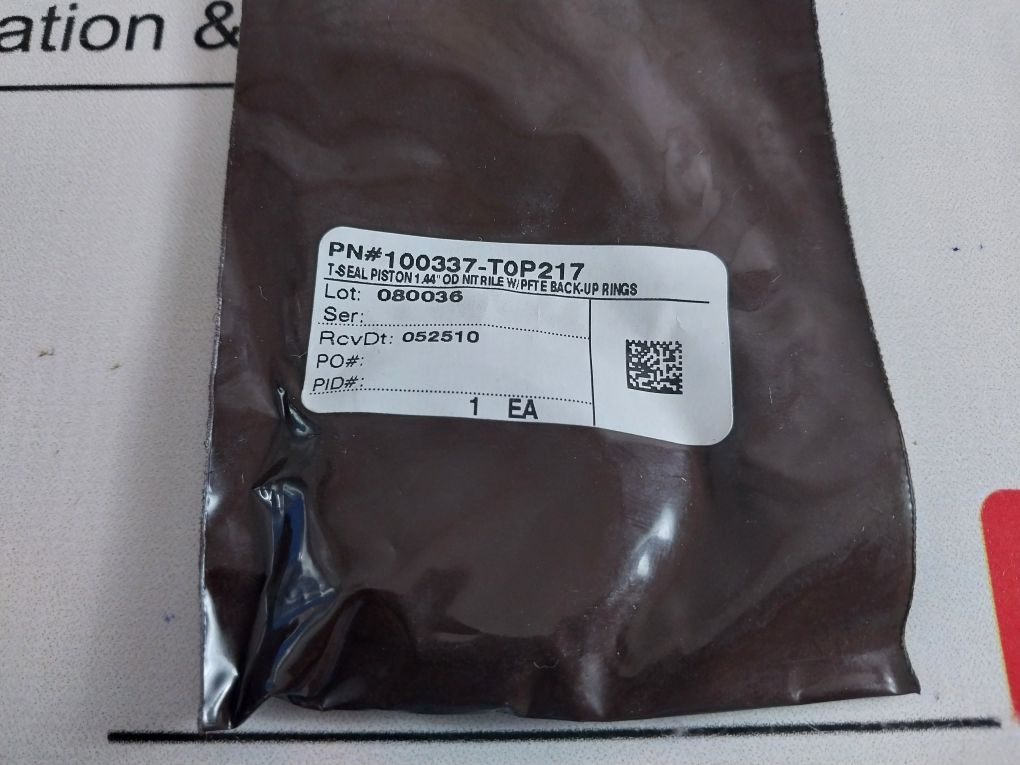 ation &
PN#100337-T0P217
T-SEAL PISTON 1.44" OD NITRILE W/PFTE BACK-UP RINGS
Lot: 080036
Ser:
RcvDt: 052510
PO#:
PID#:
1 EA